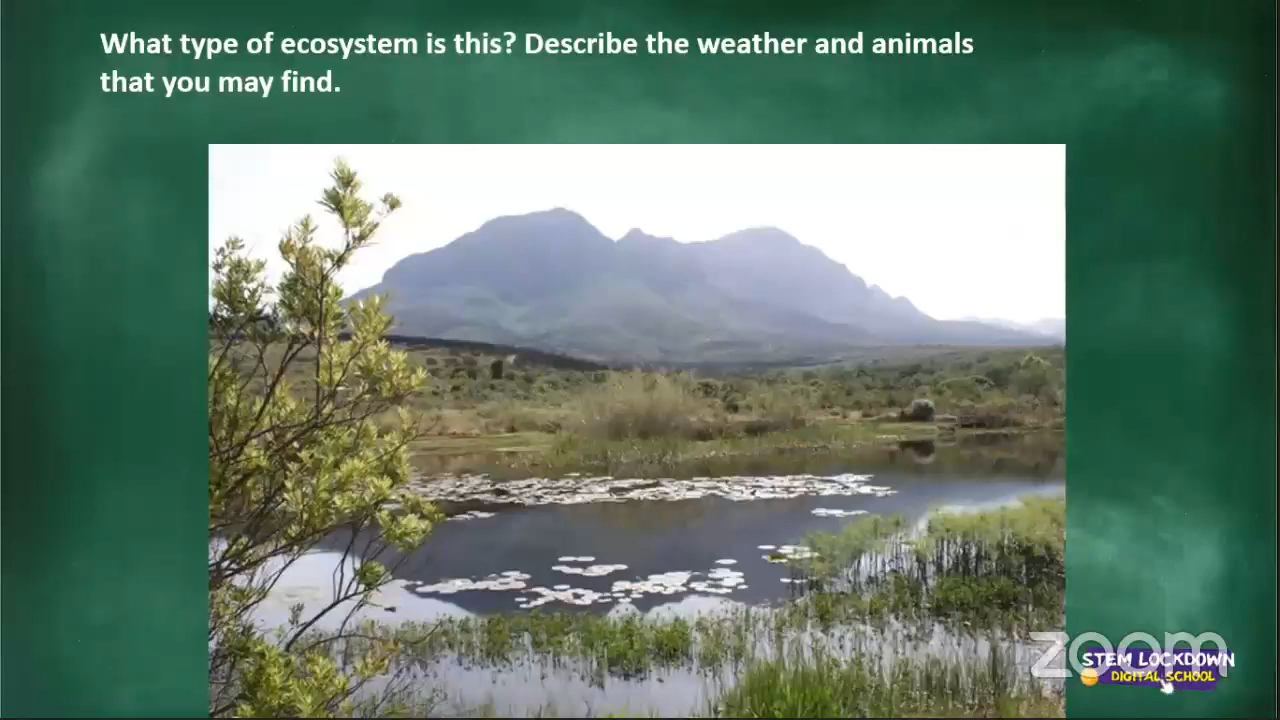 What type of ecosystem is this? Describe the weather and animals
that you may find.
zoom
STEM LOCKDOWN
DIGITAL SCHOOL